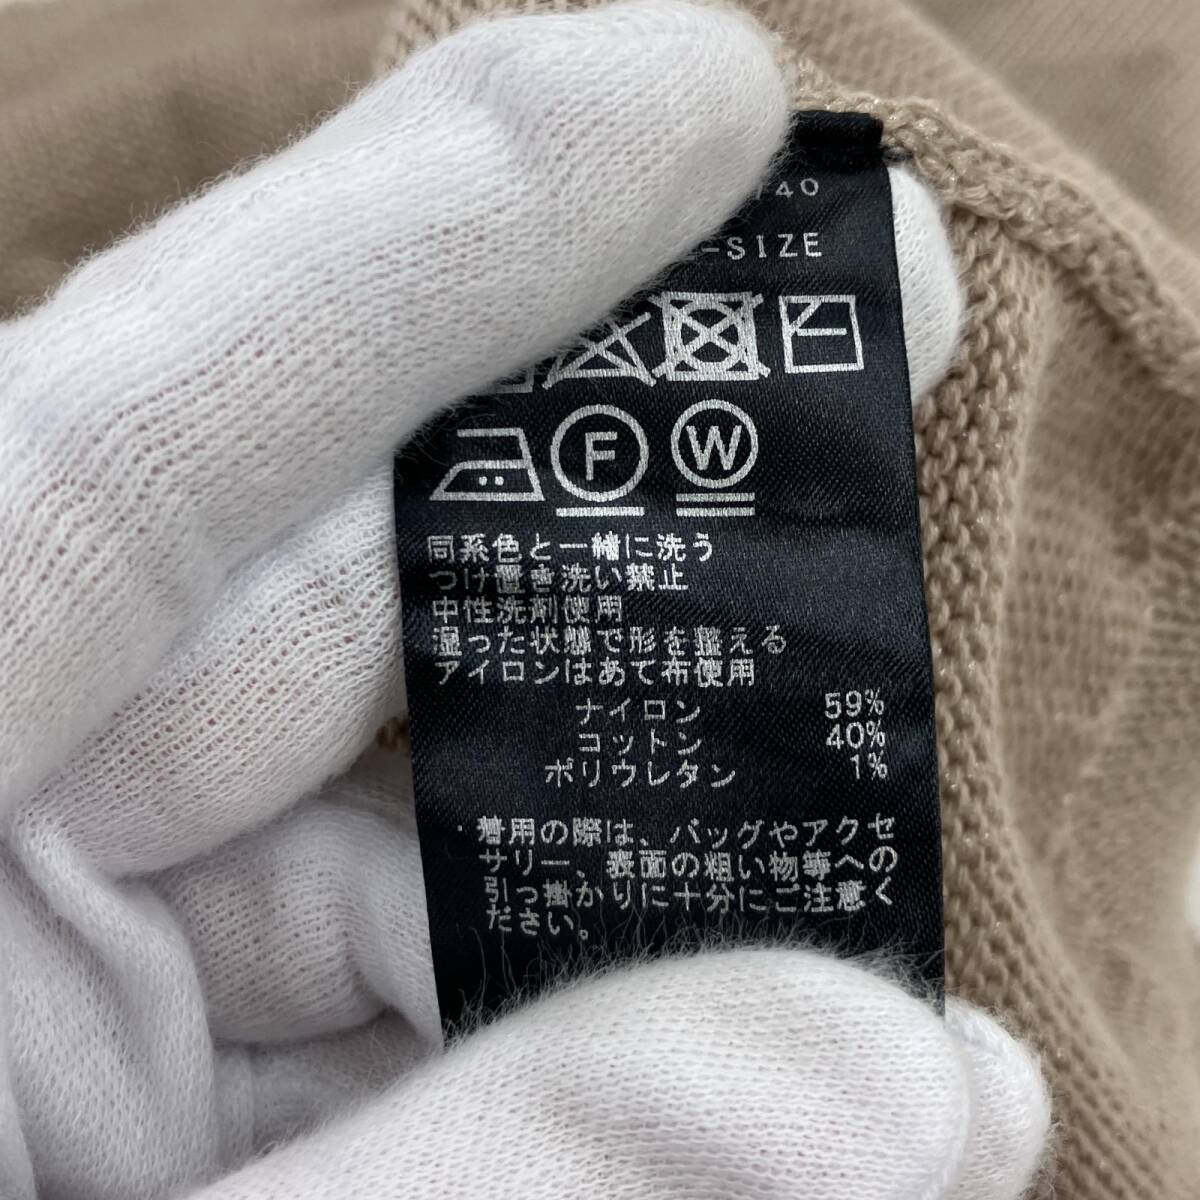 740
-SIZE
F W
同系色と一緒に洗う
つけ置き洗い禁止
中性洗剤使用
湿った状態で形を整える
アイロンはあて布使用
ナイロン 59%
コットン 40%
ポリウレタン 1%
・着用の際は、バッグやアクセ
サリー、表面の粗い物等への
引っ掛かりに十分にご注意く
ださい。